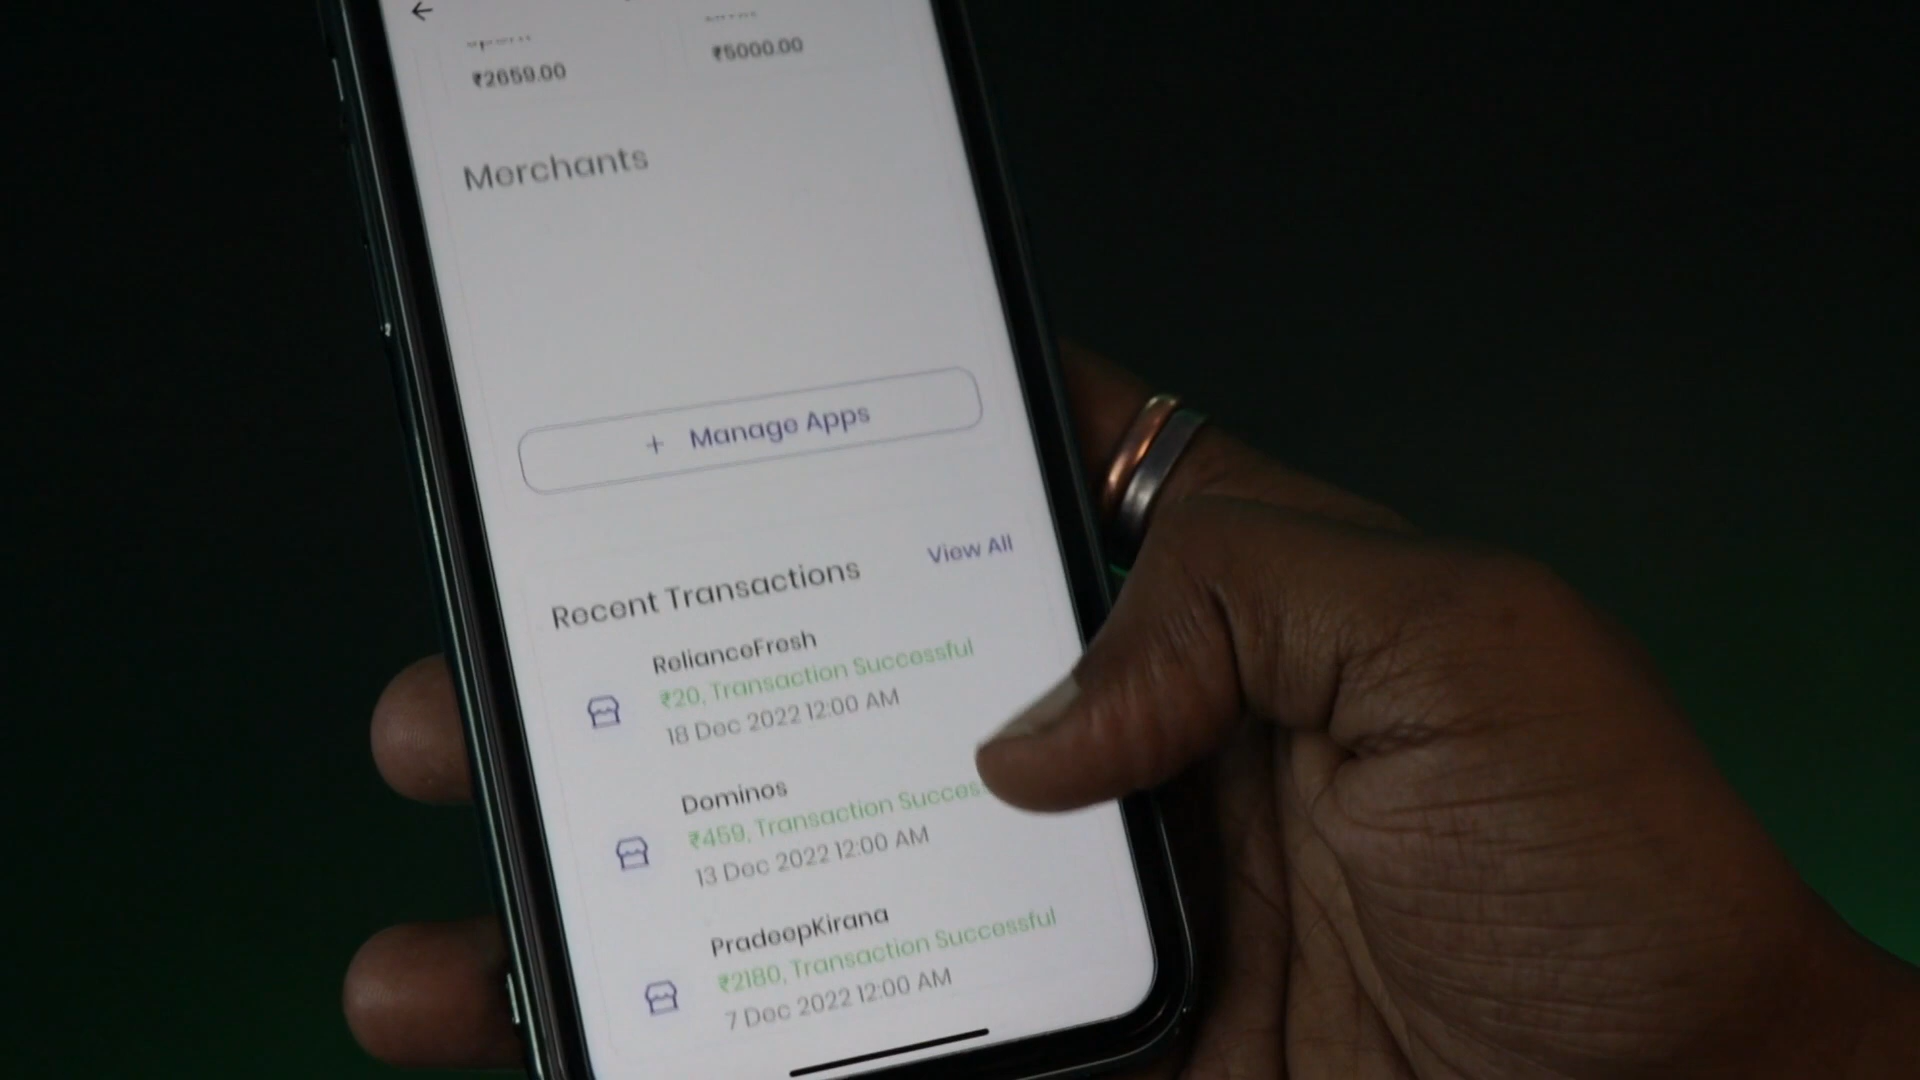 ₹2659.00
₹5000.00
Merchants
+ Manage Apps
Recent Transactions
View All
RelianceFresh
₹20, Transaction Successful
18 Dec 2022 12:00 AM
Dominos
₹459, Transaction Succes
13 Dec 2022 12:00 AM
PradeepKirana
₹2180, Transaction Successful
7 Dec 2022 12:00 AM